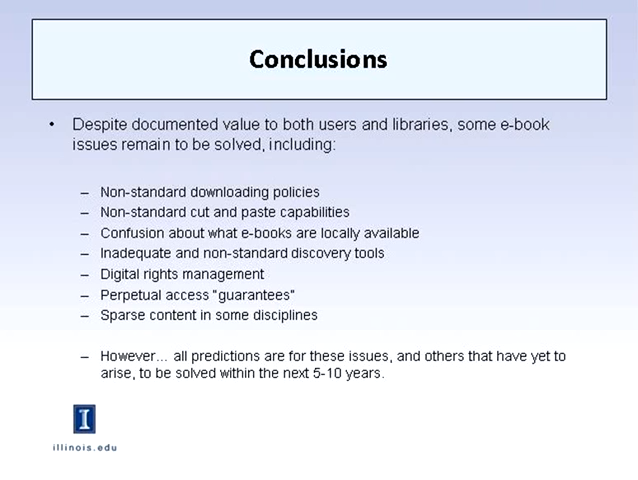 Conclusions
• Despite documented value to both users and libraries, some e-book
issues remain to be solved, including:
– Non-standard downloading policies
– Non-standard cut and paste capabilities
– Confusion about what e-books are locally available
– Inadequate and non-standard discovery tools
– Digital rights management
– Perpetual access "guarantees"
– Sparse content in some disciplines
– However... all predictions are for these issues, and others that have yet to
arise, to be solved within the next 5-10 years.
I
illinois.edu